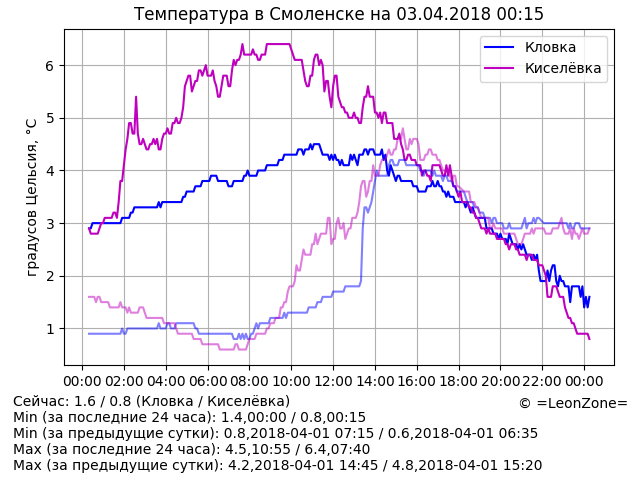 Температура в Смоленске на 03.04.2018 00:15
Кловка
Киселёвка
градусов Цельсия, °C
6
5
4
3
2
1
00:00 02:00 04:00 06:00 08:00 10:00 12:00 14:00 16:00 18:00 20:00 22:00 00:00
Сейчас: 1.6 / 0.8 (Кловка / Киселёвка)
© =LeonZone=
Min (за последние 24 часа): 1.4,00:00 / 0.8,00:15
Min (за предыдущие сутки): 0.8,2018-04-01 07:15 / 0.6,2018-04-01 06:35
Max (за последние 24 часа): 4.5,10:55 / 6.4,07:40
Max (за предыдущие сутки): 4.2,2018-04-01 14:45 / 4.8,2018-04-01 15:20